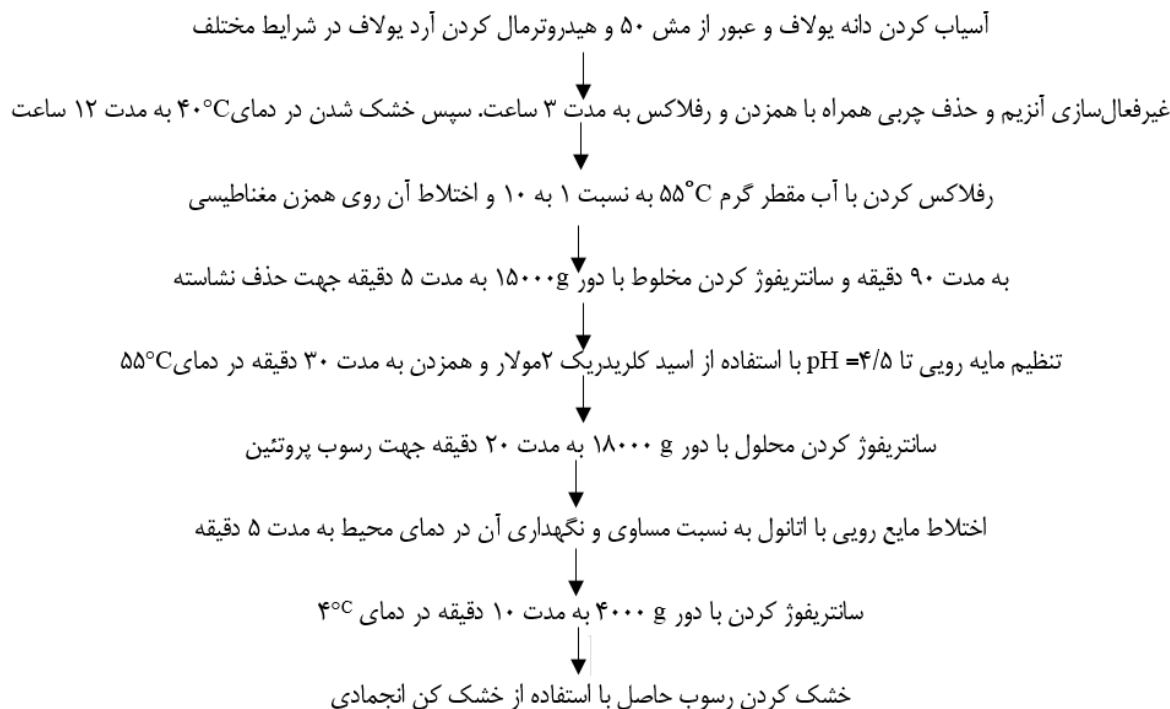 آسیاب کردن دانه یولاف و عبور از مش ۵۰ و هیدروترمال کردن آرد یولاف در شرایط مختلف
غیرفعال‌سازی آنزیم و حذف چربی همراه با همزدن و رفلاکس به مدت ۳ ساعت. سپس خشک شدن در دمای۴۰°C به مدت ۱۲ ساعت
رفلاکس کردن با آب مقطر گرم ۵۵°C به نسبت ۱ به ۱۰ و اختلاط آن روی همزن مغناطیسی
به مدت ۹۰ دقیقه و سانتریفوژ کردن مخلوط با دور ۱۵۰۰۰g به مدت ۵ دقیقه جهت حذف نشاسته
تنظیم مایه رویی تا pH =۴/۵ با استفاده از اسید کلریدریک ۲مولار و همزدن به مدت ۳۰ دقیقه در دمای۵۵°C
سانتریفوژ کردن محلول با دور ۱۸۰۰۰ g به مدت ۲۰ دقیقه جهت رسوب پروتئین
اختلاط مایع رویی با اتانول به نسبت مساوی و نگهداری آن در دمای محیط به مدت ۵ دقیقه
سانتریفوژ کردن با دور ۴۰۰۰ g به مدت ۱۰ دقیقه در دمای ۴°C
خشک کردن رسوب حاصل با استفاده از خشک کن انجمادی